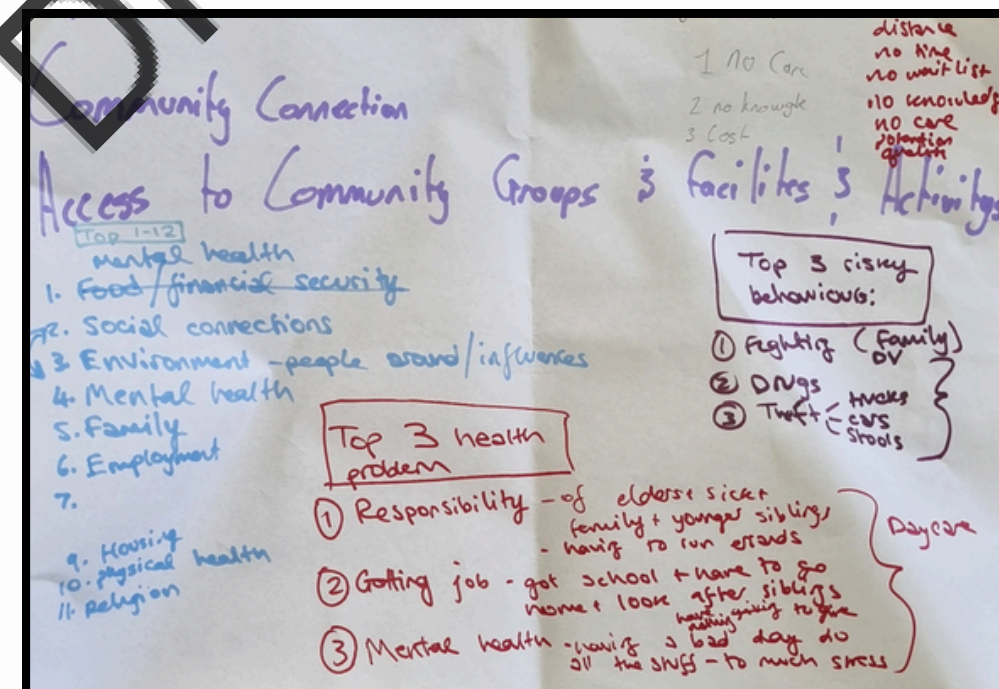 distance
no time
no wait list
no knowledge
no care
potention
1 no Care
2 no knowgle
3 Cost
Community Connection
Access to Community Groups & Facilites & Activitys
Top 1-12
Mental health
1. Food/financial security
2. Social connections
3 Environment - people around/influences
4. Mental health
5. Family
6. Employment
7.
9. Housing
10. physical health
11. Religion
Top 3 risky
behaviours:
① Fighting (Family)
DV
② Drugs
③ Theft - trucks
- cars
- stools
Top 3 health
problem
① Responsibility - of elders + sick +
family + younger siblings
- having to run errands
② Getting job - got school + have to go
home + look after siblings
③ Mental health - having a bad day do
all the stuff - to much stress
Daycare